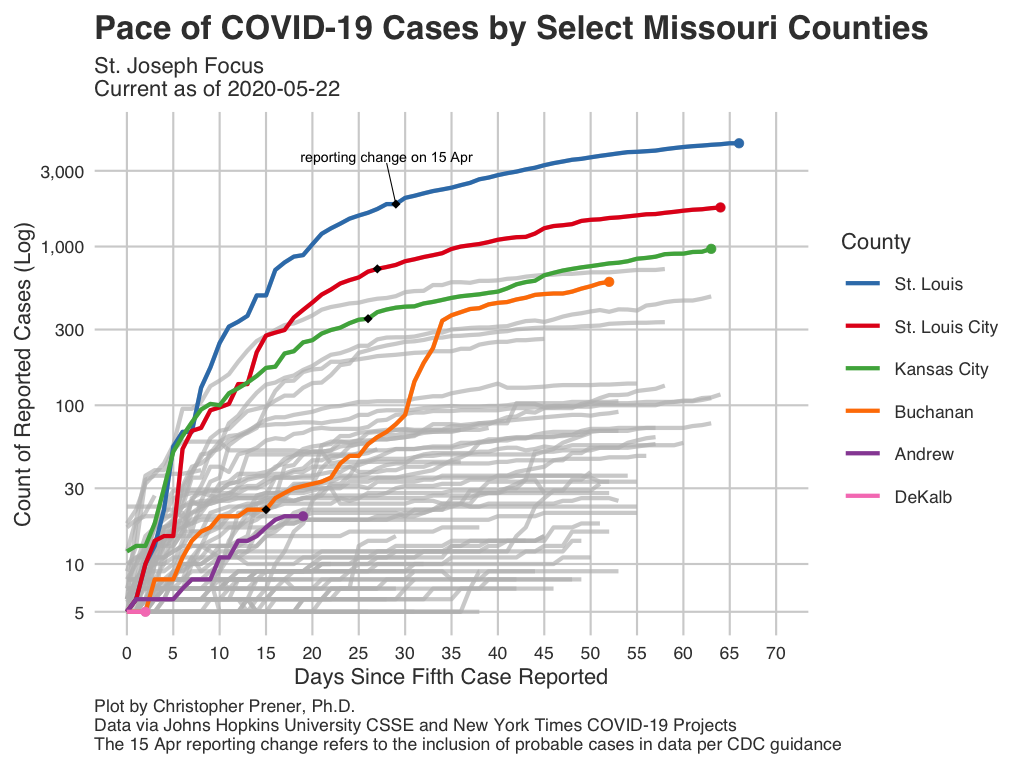 Pace of COVID-19 Cases by Select Missouri Counties
St. Joseph Focus
Current as of 2020-05-22
reporting change on 15 Apr
Count of Reported Cases (Log)
3,000
1,000
300
100
30
10
5
0 5 10 15 20 25 30 35 40 45 50 55 60 65 70
Days Since Fifth Case Reported
County
St. Louis
St. Louis City
Kansas City
Buchanan
Andrew
DeKalb
Plot by Christopher Prener, Ph.D.
Data via Johns Hopkins University CSSE and New York Times COVID-19 Projects
The 15 Apr reporting change refers to the inclusion of probable cases in data per CDC guidance